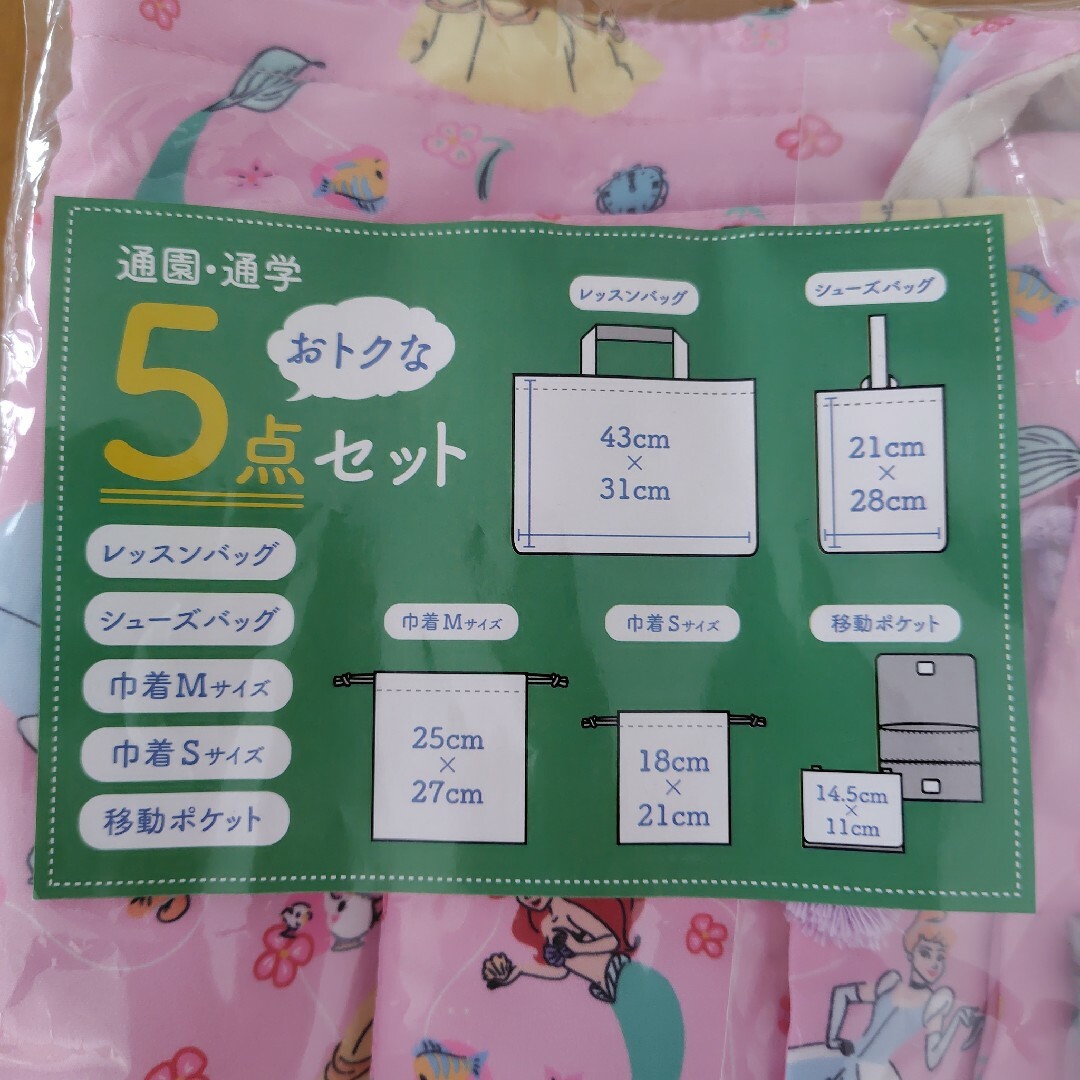 通園・通学
おトクな
5点セット
レッスンバッグ
シューズバッグ
巾着Mサイズ
巾着Sサイズ
移動ポケット
レッスンバッグ
43cm
×
31cm
シューズバッグ
21cm
×
28cm
巾着Mサイズ
25cm
×
27cm
巾着Sサイズ
18cm
×
21cm
移動ポケット
14.5cm
×
11cm